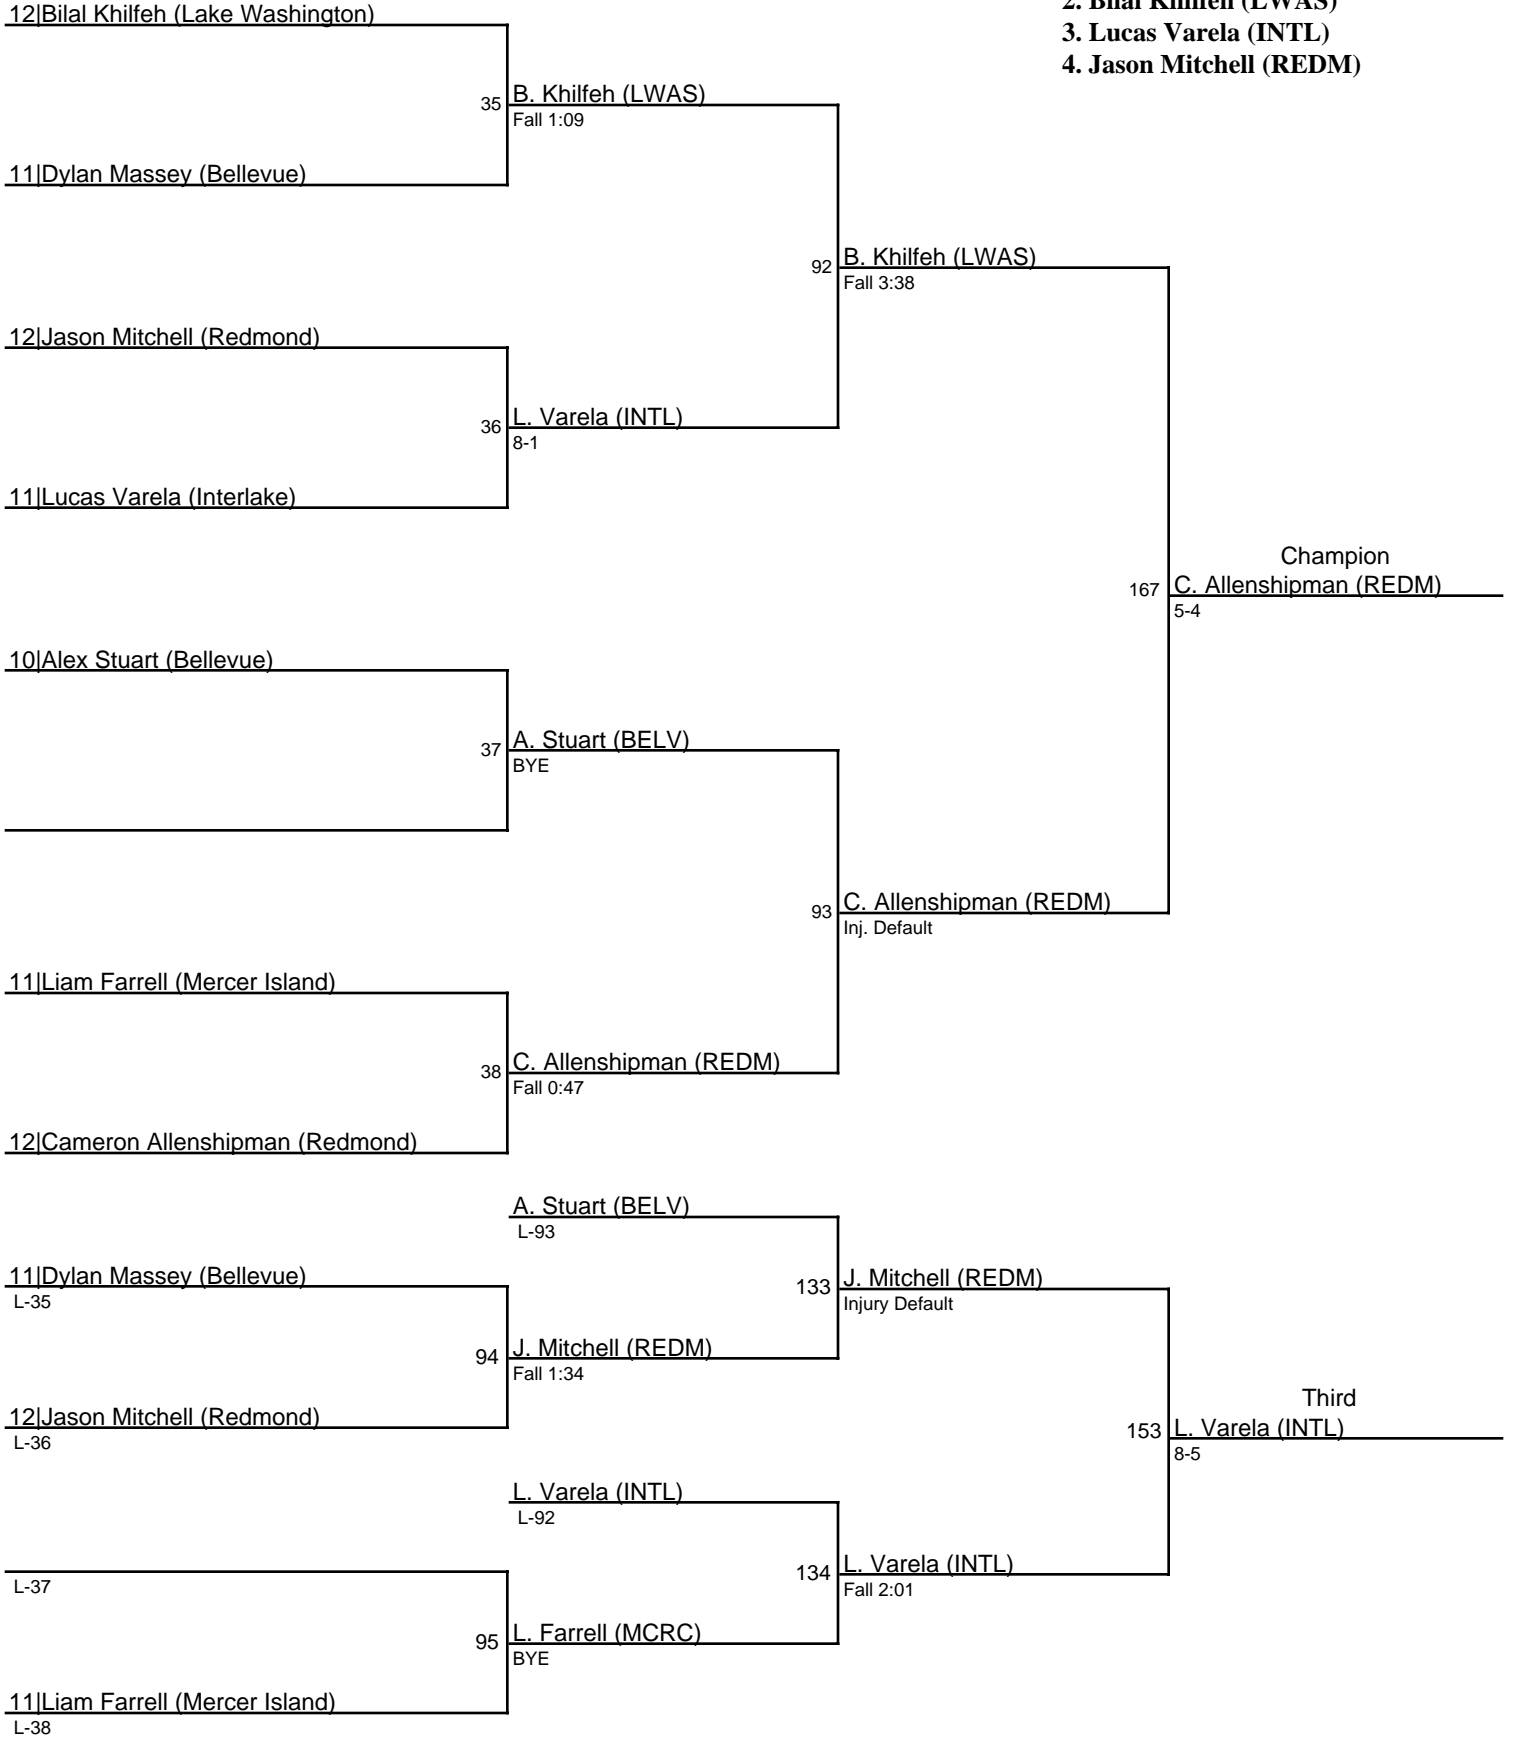 12|Bilal Khilfeh (Lake Washington)
2. Bilal Khilfeh (LWAS)
3. Lucas Varela (INTL)
4. Jason Mitchell (REDM)
35
B. Khilfeh (LWAS)
Fall 1:09
11|Dylan Massey (Bellevue)
92
B. Khilfeh (LWAS)
Fall 3:38
12|Jason Mitchell (Redmond)
36
L. Varela (INTL)
8-1
11|Lucas Varela (Interlake)
Champion
167
C. Allenshipman (REDM)
5-4
10|Alex Stuart (Bellevue)
37
A. Stuart (BELV)
BYE
93
C. Allenshipman (REDM)
Inj. Default
11|Liam Farrell (Mercer Island)
38
C. Allenshipman (REDM)
Fall 0:47
12|Cameron Allenshipman (Redmond)
A. Stuart (BELV)
L-93
11|Dylan Massey (Bellevue)
L-35
133
J. Mitchell (REDM)
Injury Default
94
J. Mitchell (REDM)
Fall 1:34
12|Jason Mitchell (Redmond)
L-36
Third
153
L. Varela (INTL)
8-5
L. Varela (INTL)
L-92
L-37
134
L. Varela (INTL)
Fall 2:01
95
L. Farrell (MCRC)
BYE
11|Liam Farrell (Mercer Island)
L-38